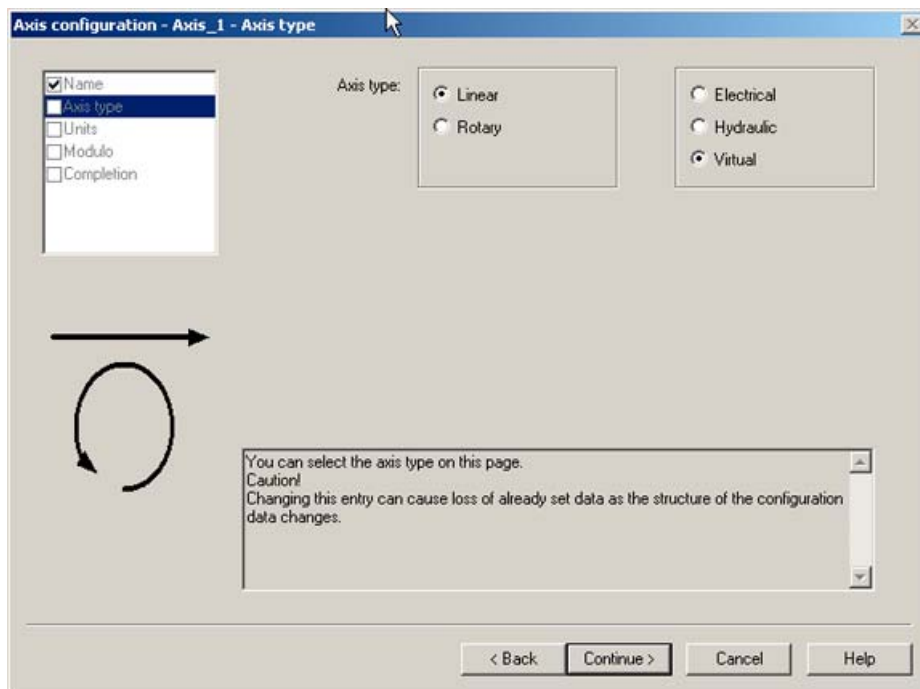 Axis configuration - Axis_1 - Axis type
Name
Axis type
Units
Modulo
Completion
Axis type:
Linear
Rotary
Electrical
Hydraulic
Virtual
You can select the axis type on this page.
Caution!
Changing this entry can cause loss of already set data as the structure of the configuration
data changes.
< Back
Continue >
Cancel
Help